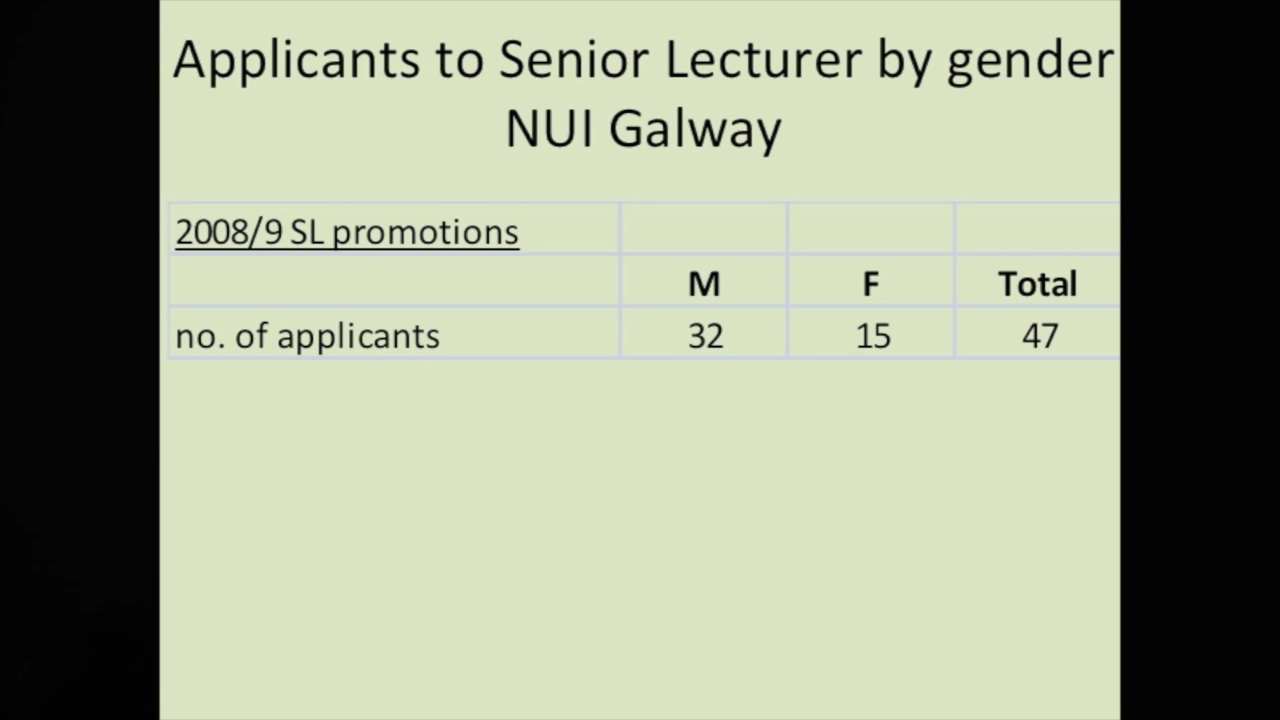 Applicants to Senior Lecturer by gender
NUI Galway
2008/9 SL promotions
M F Total
no. of applicants 32 15 47